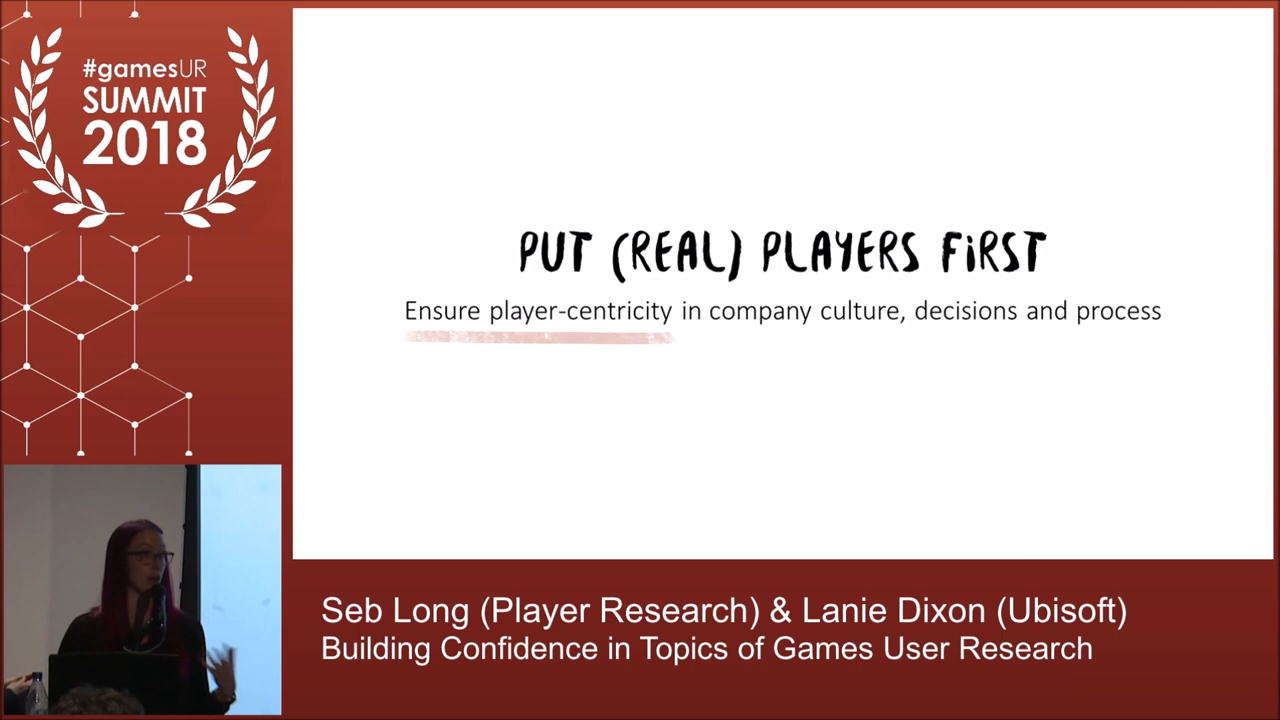 #gamesUR
SUMMIT
2018
PUT (REAL) PLAYERS FiRST
Ensure player-centricity in company culture, decisions and process
Seb Long (Player Research) & Lanie Dixon (Ubisoft)
Building Confidence in Topics of Games User Research